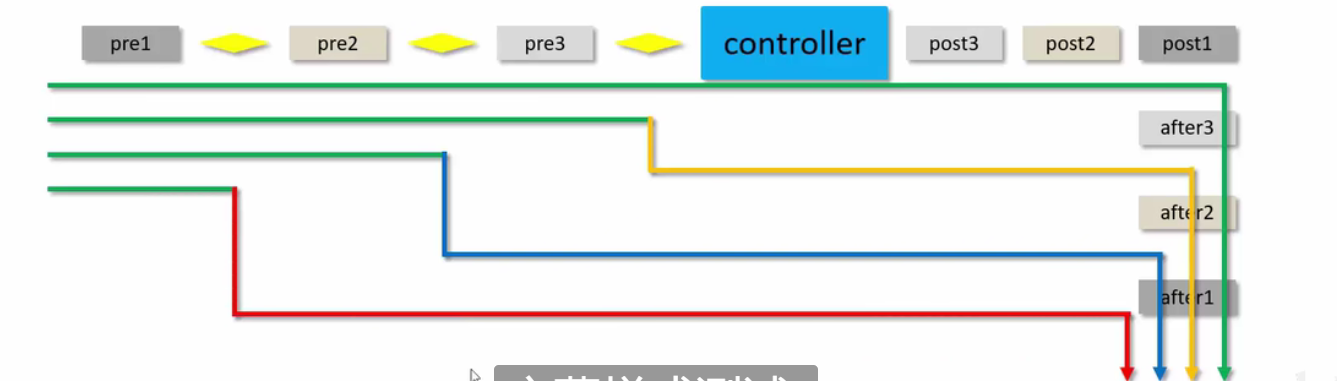 pre1
pre2
pre3
controller
post3
post2
post1
after3
after2
after1